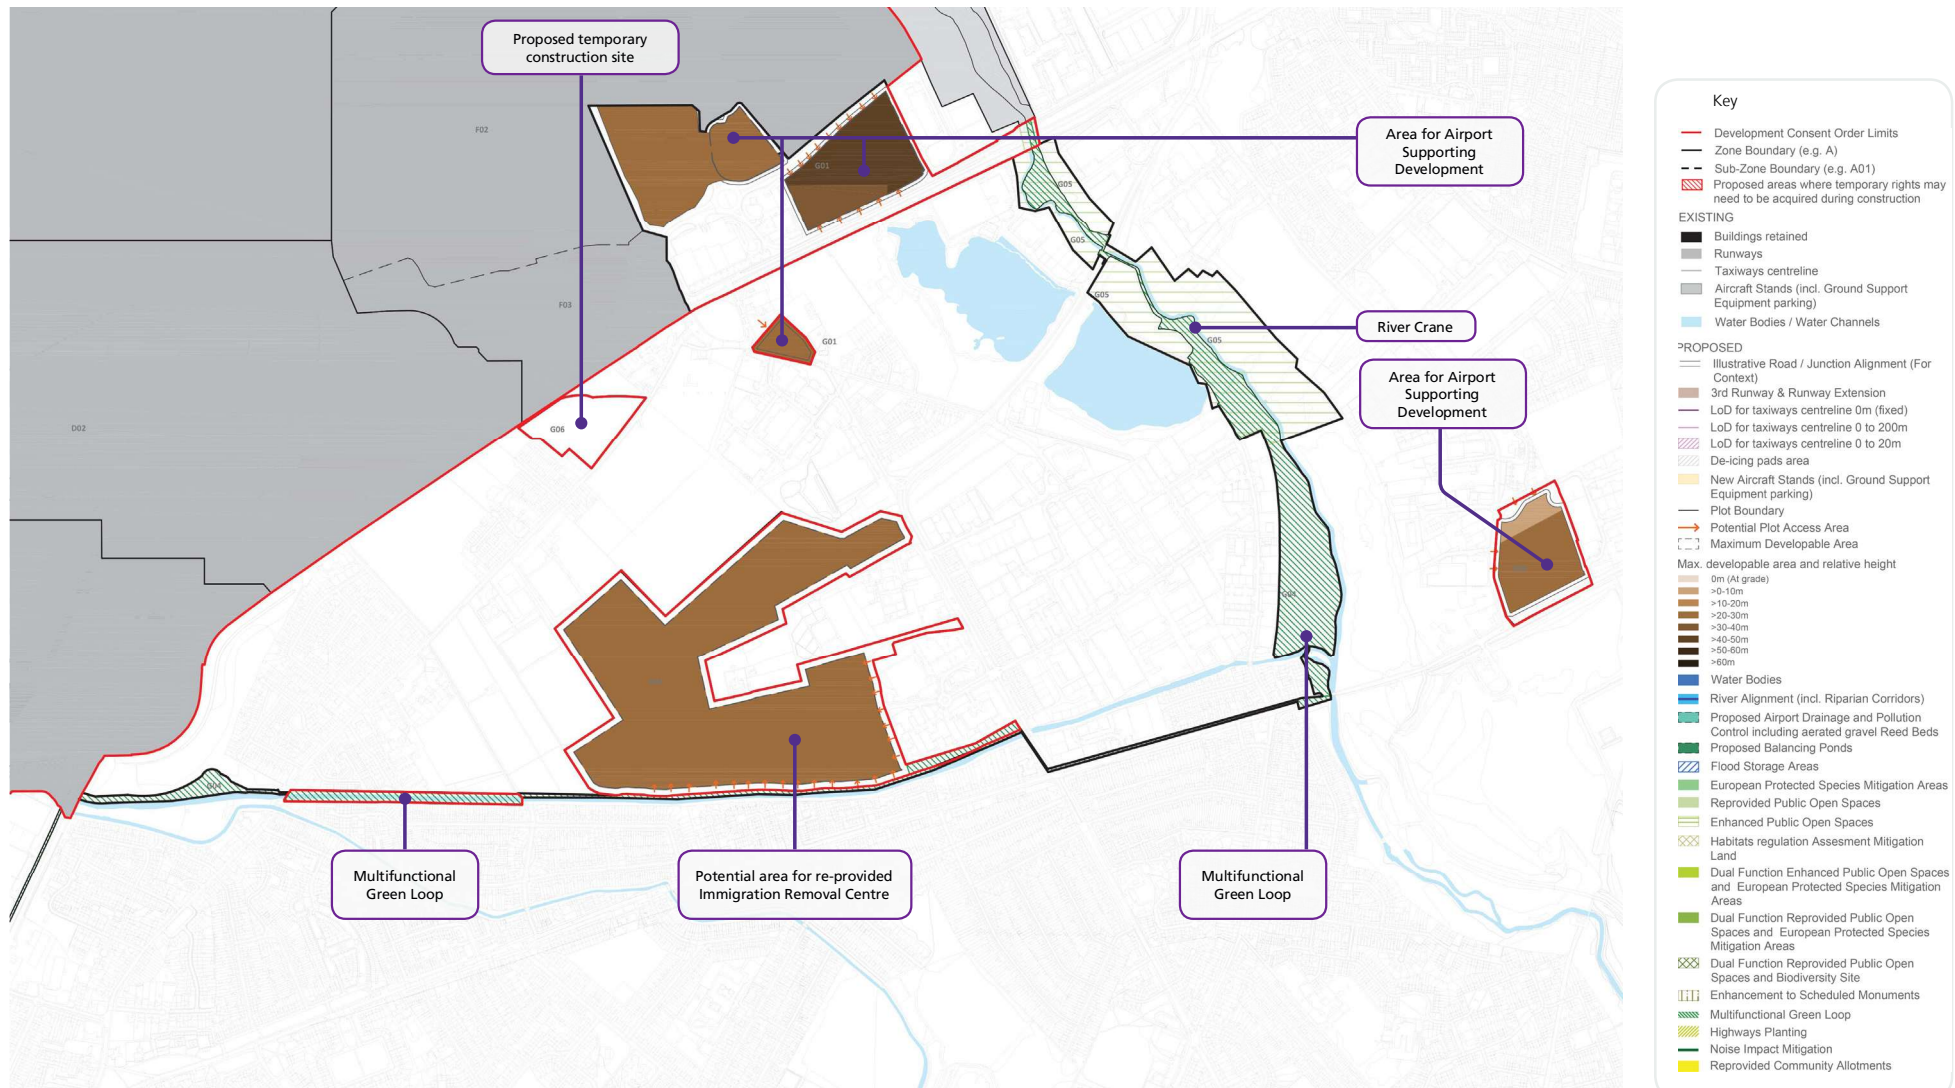 Proposed temporary
construction site
Area for Airport
Supporting
Development
River Crane
Area for Airport
Supporting
Development
Multifunctional
Green Loop
Potential area for re-provided
Immigration Removal Centre
Multifunctional
Green Loop
F02
G01
G05
G05
G05
G05
F03
G01
D02
G06
G04
G04
Key
Development Consent Order Limits
Zone Boundary (e.g. A)
Sub-Zone Boundary (e.g. A01)
Proposed areas where temporary rights may
need to be acquired during construction
EXISTING
Buildings retained
Runways
Taxiways centreline
Aircraft Stands (incl. Ground Support
Equipment parking)
Water Bodies / Water Channels
PROPOSED
Illustrative Road / Junction Alignment (For
Context)
3rd Runway & Runway Extension
LoD for taxiways centreline 0m (fixed)
LoD for taxiways centreline 0 to 200m
LoD for taxiways centreline 0 to 20m
De-icing pads area
New Aircraft Stands (incl. Ground Support
Equipment parking)
Plot Boundary
Potential Plot Access Area
Maximum Developable Area
Max. developable area and relative height
0m (At grade)
>0-10m
>10-20m
>20-30m
>30-40m
>40-50m
>50-60m
>60m
Water Bodies
River Alignment (incl. Riparian Corridors)
Proposed Airport Drainage and Pollution
Control including aerated gravel Reed Beds
Proposed Balancing Ponds
Flood Storage Areas
European Protected Species Mitigation Areas
Reprovided Public Open Spaces
Enhanced Public Open Spaces
Habitats regulation Assesment Mitigation
Land
Dual Function Enhanced Public Open Spaces
and European Protected Species Mitigation
Areas
Dual Function Reprovided Public Open
Spaces and European Protected Species
Mitigation Areas
Dual Function Reprovided Public Open
Spaces and Biodiversity Site
Enhancement to Scheduled Monuments
Multifunctional Green Loop
Highways Planting
Noise Impact Mitigation
Reprovided Community Allotments